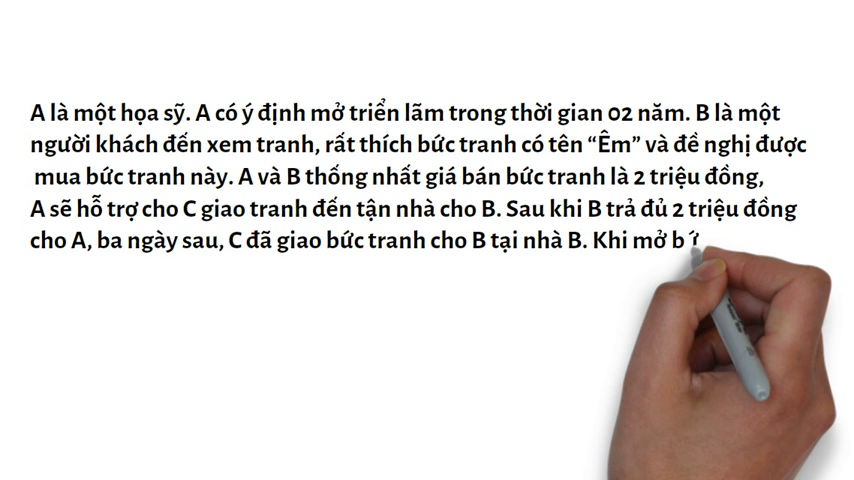 A là một họa sỹ. A có ý định mở triển lãm trong thời gian 02 năm. B là một
người khách đến xem tranh, rất thích bức tranh có tên “Êm” và đề nghị được
mua bức tranh này. A và B thống nhất giá bán bức tranh là 2 triệu đồng,
A sẽ hỗ trợ cho C giao tranh đến tận nhà cho B. Sau khi B trả đủ 2 triệu đồng
cho A, ba ngày sau, C đã giao bức tranh cho B tại nhà B. Khi mở b